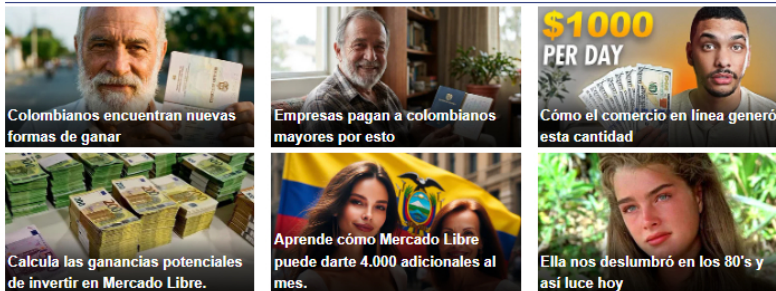 Colombianos encuentran nuevas
formas de ganar
Empresas pagan a colombianos
mayores por esto
$1000
PER DAY
Cómo el comercio en línea generó
esta cantidad
Calcula las ganancias potenciales
de invertir en Mercado Libre.
Aprende cómo Mercado Libre
puede darte 4.000 adicionales al
mes.
Ella nos deslumbró en los 80's y
así luce hoy